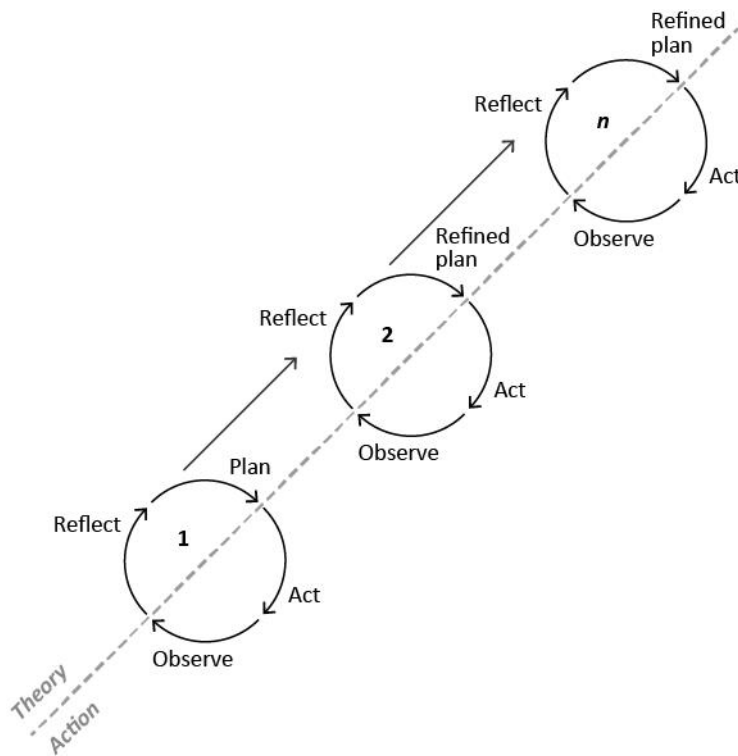 Refined
plan
Reflect
n
Act
Observe
Refined
plan
Reflect
2
Act
Observe
Plan
Reflect
1
Act
Observe
Theory
Action